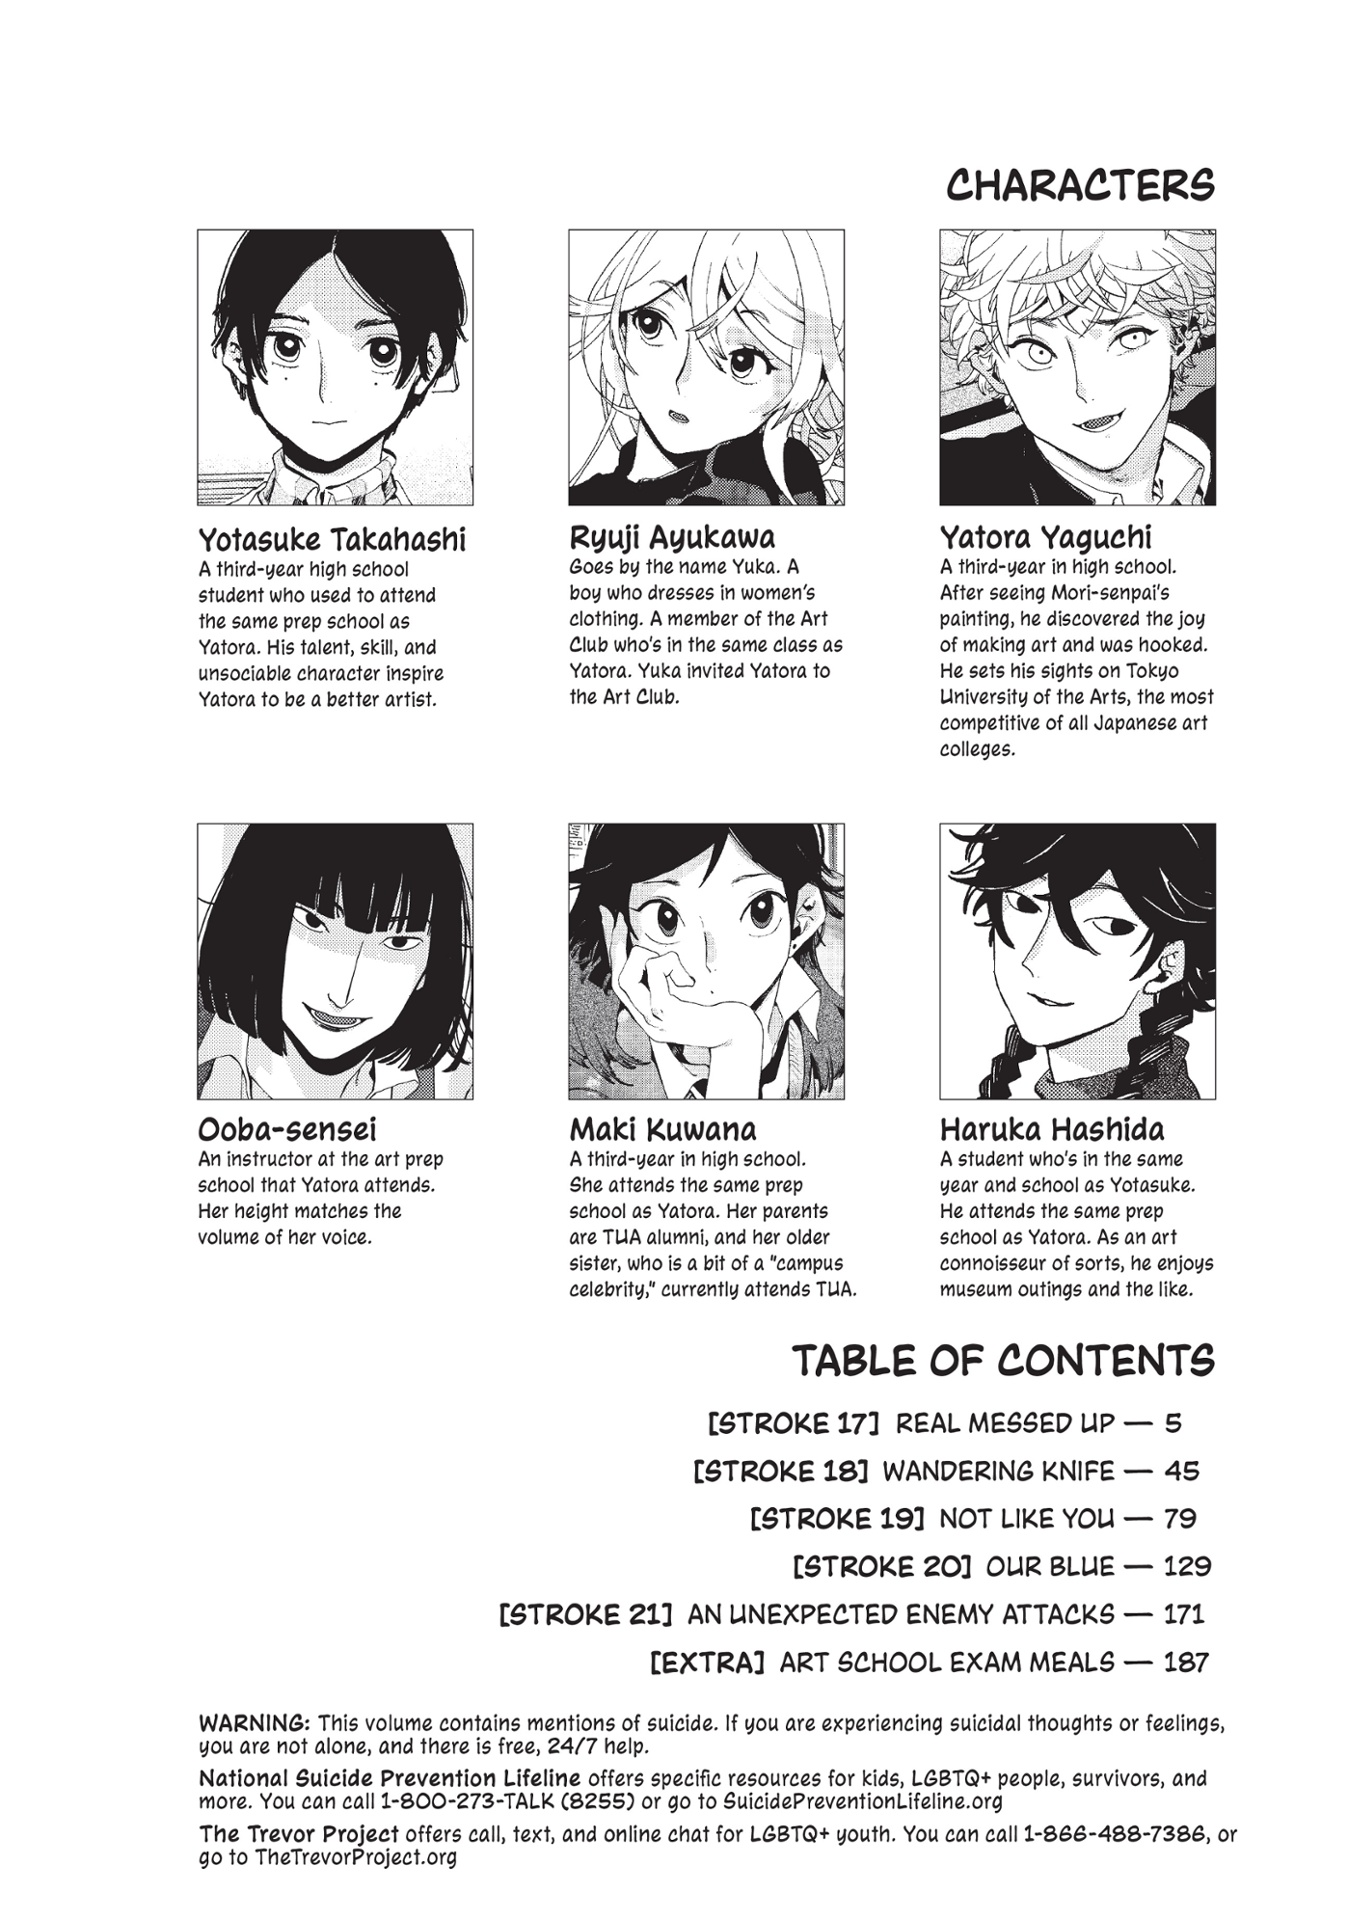 CHARACTERS
Yotasuke Takahashi
A third-year high school
student who used to attend
the same prep school as
Yatora. His talent, skill, and
unsociable character inspire
Yatora to be a better artist.
Ryuji Ayukawa
Goes by the name Yuka. A
boy who dresses in women's
clothing. A member of the Art
Club who's in the same class as
Yatora. Yuka invited Yatora to
the Art Club.
Yatora Yaguchi
A third-year in high school.
After seeing Mori-senpai's
painting, he discovered the joy
of making art and was hooked.
He sets his sights on Tokyo
University of the Arts, the most
competitive of all Japanese art
colleges.
Ooba-sensei
An instructor at the art prep
school that Yatora attends.
Her height matches the
volume of her voice.
Maki Kuwana
A third-year in high school.
She attends the same prep
school as Yatora. Her parents
are TUA alumni, and her older
sister, who is a bit of a "campus
celebrity," currently attends TUA.
Haruka Hashida
A student who's in the same
year and school as Yotasuke.
He attends the same prep
school as Yatora. As an art
connoisseur of sorts, he enjoys
museum outings and the like.
TABLE OF CONTENTS
[STROKE 17] REAL MESSED UP — 5
[STROKE 18] WANDERING KNIFE — 45
[STROKE 19] NOT LIKE YOU — 79
[STROKE 20] OUR BLUE — 129
[STROKE 21] AN UNEXPECTED ENEMY ATTACKS — 171
[EXTRA] ART SCHOOL EXAM MEALS — 187
WARNING: This volume contains mentions of suicide. If you are experiencing suicidal thoughts or feelings,
you are not alone, and there is free, 24/7 help.
National Suicide Prevention Lifeline offers specific resources for kids, LGBTQ+ people, survivors, and
more. You can call 1-800-273-TALK (8255) or go to SuicidePreventionLifeline.org
The Trevor Project offers call, text, and online chat for LGBTQ+ youth. You can call 1-866-488-7386, or
go to TheTrevorProject.org